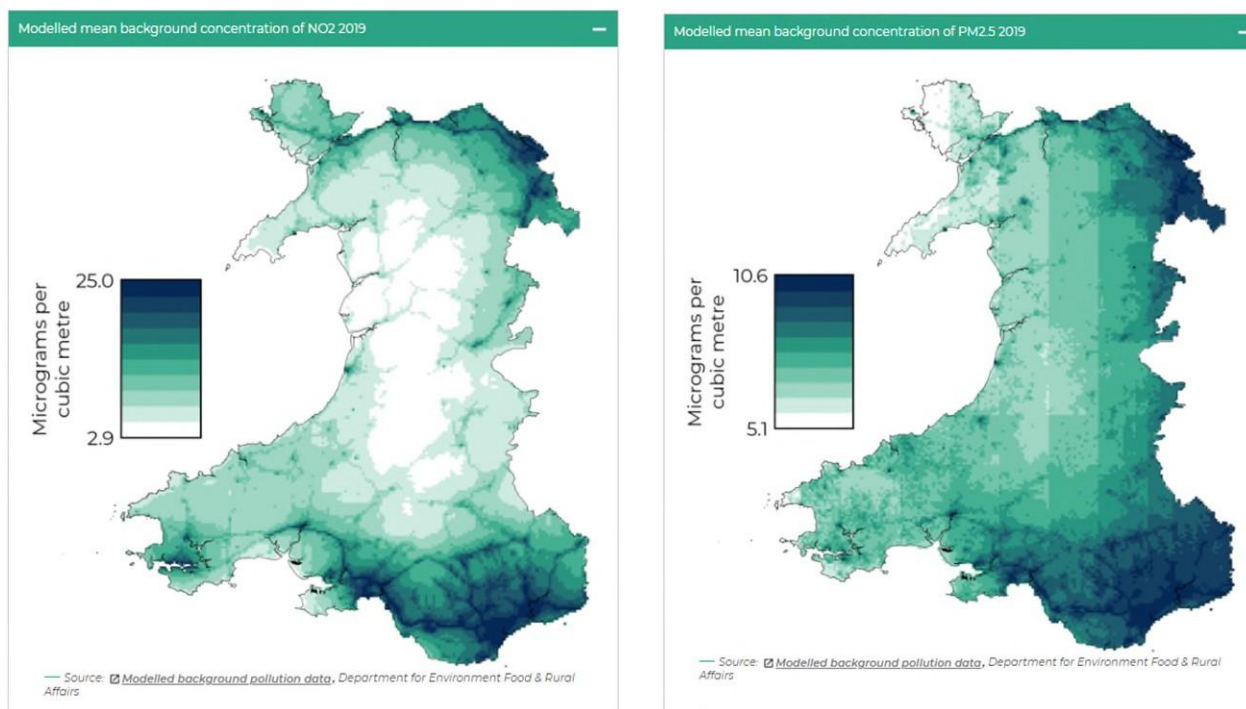 Modelled mean background concentration of NO2 2019
25.0
Micrograms per
cubic metre
2.9
Source: Modelled background pollution data, Department for Environment Food & Rural
Affairs
Modelled mean background concentration of PM2.5 2019
10.6
Micrograms per
cubic metre
5.1
Source: Modelled background pollution data, Department for Environment Food & Rural
Affairs